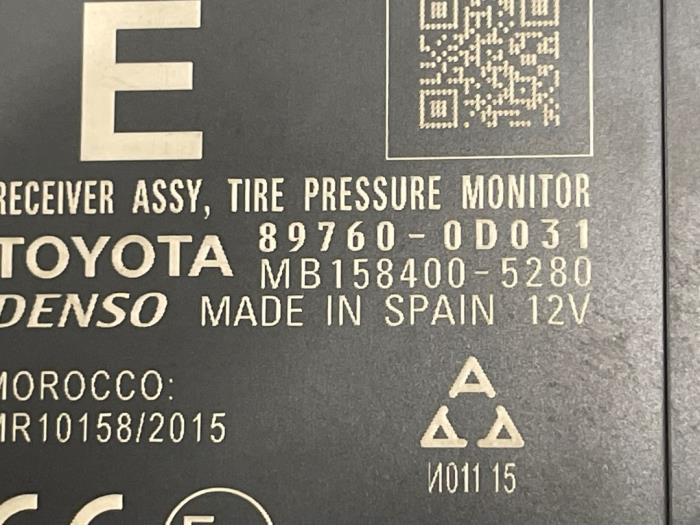 E
RECEIVER ASSY, TIRE PRESSURE MONITOR
TOYOTA 89760-0D031
MB158400-5280
DENSO MADE IN SPAIN 12V
MOROCCO:
MR10158/2015
И011 15